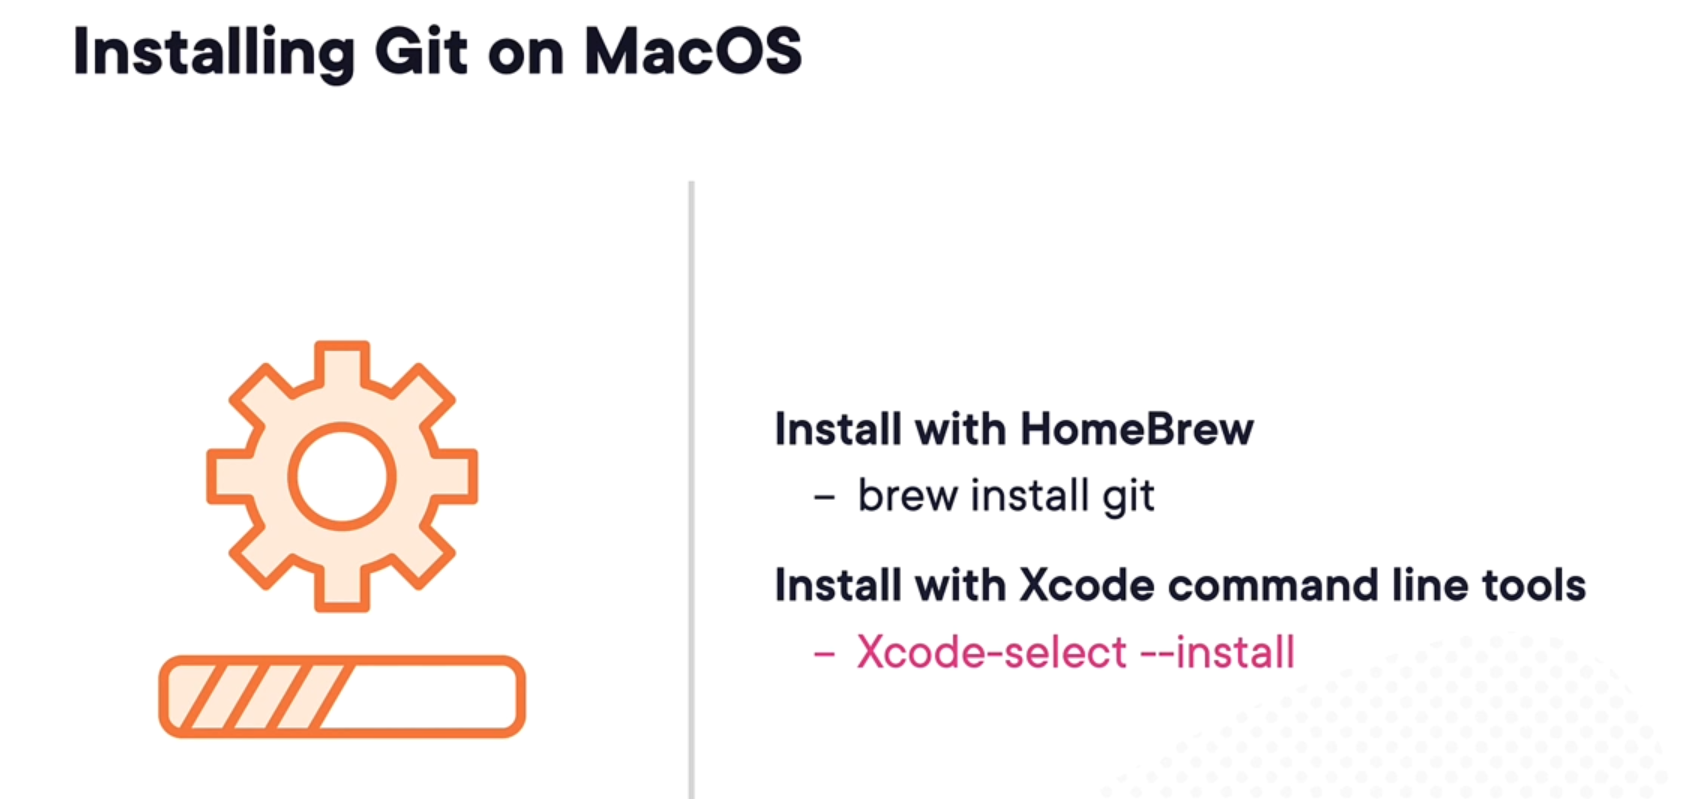 Installing Git on MacOS
Install with HomeBrew
– brew install git
Install with Xcode command line tools
– Xcode-select --install